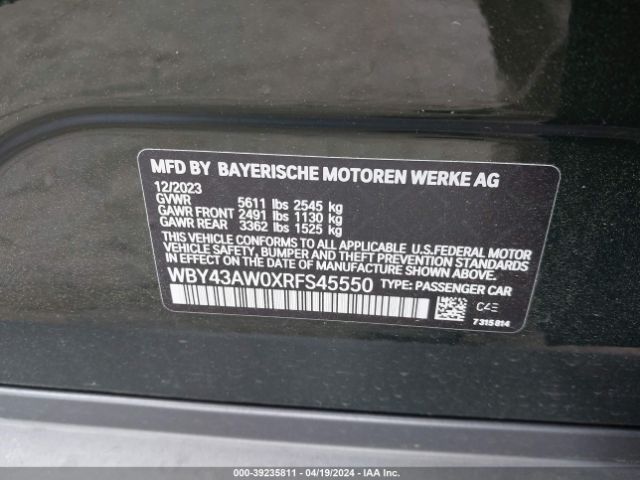 MFD BY BAYERISCHE MOTOREN WERKE AG
12/2023
GVWR 5611 lbs 2545 kg
GAWR FRONT 2491 lbs 1130 kg
GAWR REAR 3362 lbs 1525 kg
THIS VEHICLE CONFORMS TO ALL APPLICABLE U.S.FEDERAL MOTOR
VEHICLE SAFETY, BUMPER, AND THEFT PREVENTION STANDARDS
IN EFFECT ON THE DATE OF MANUFACTURE SHOWN ABOVE.
WBY43AW0XRFS45550 TYPE: PASSENGER CAR
C4E
7315814
000-39235811 - 04/19/2024 - IAA Inc.